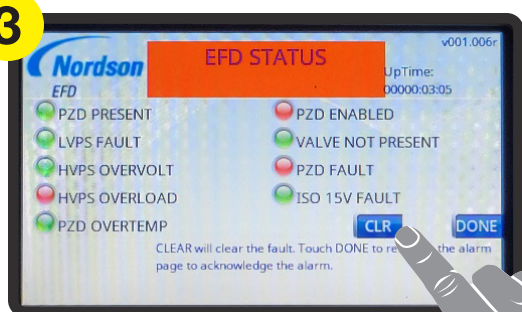 3
Nordson
EFD
EFD STATUS
v001.006r
UpTime:
00000:03:05
PZD PRESENT
PZD ENABLED
LVPS FAULT
VALVE NOT PRESENT
HVPS OVERVOLT
PZD FAULT
HVPS OVERLOAD
ISO 15V FAULT
PZD OVERTEMP
CLR
DONE
CLEAR will clear the fault. Touch DONE to the alarm
page to acknowledge the alarm.